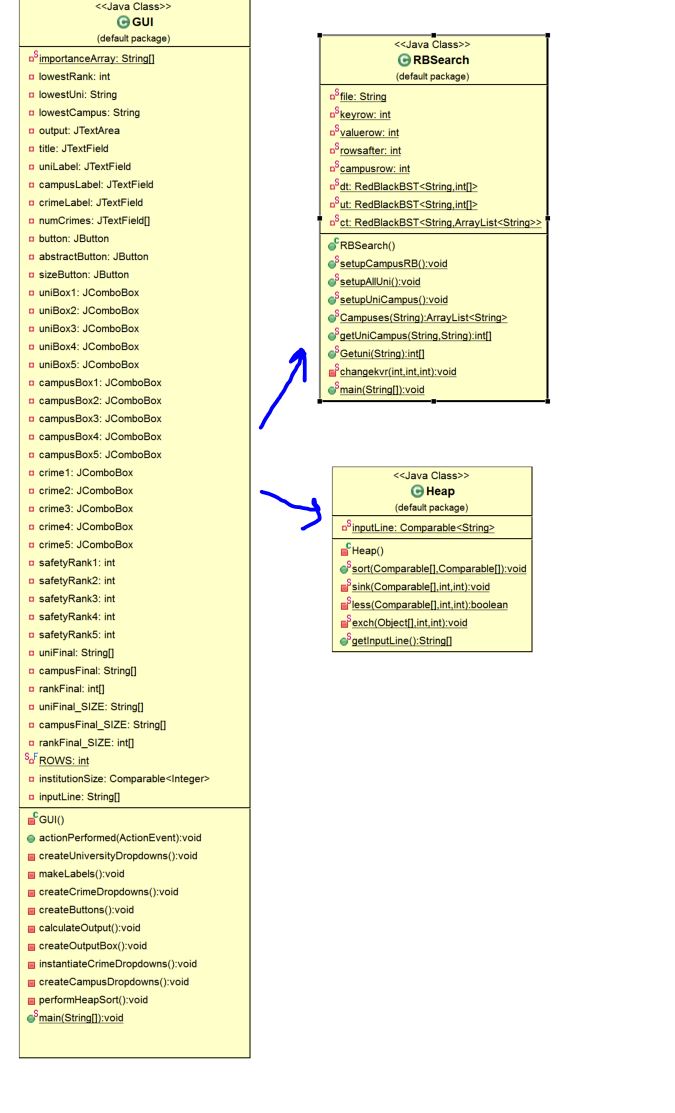 <<Java Class>>
GUI
(default package)
importanceArray: String[]
lowestRank: int
lowestUni: String
lowestCampus: String
output: JTextArea
title: JTextField
uniLabel: JTextField
campusLabel: JTextField
crimeLabel: JTextField
numCrimes: JTextField[]
button: JButton
abstractButton: JButton
sizeButton: JButton
uniBox1: JComboBox
uniBox2: JComboBox
uniBox3: JComboBox
uniBox4: JComboBox
uniBox5: JComboBox
campusBox1: JComboBox
campusBox2: JComboBox
campusBox3: JComboBox
campusBox4: JComboBox
campusBox5: JComboBox
crime1: JComboBox
crime2: JComboBox
crime3: JComboBox
crime4: JComboBox
crime5: JComboBox
safetyRank1: int
safetyRank2: int
safetyRank3: int
safetyRank4: int
safetyRank5: int
uniFinal: String[]
campusFinal: String[]
rankFinal: int[]
uniFinal_SIZE: String[]
campusFinal_SIZE: String[]
rankFinal_SIZE: int[]
ROWS: int
institutionSize: Comparable<Integer>
inputLine: String[]
GUI()
actionPerformed(ActionEvent):void
createUniversityDropdowns():void
makeLabels():void
createCrimeDropdowns():void
createButtons():void
calculateOutput():void
createOutputBox():void
instantiateCrimeDropdowns():void
createCampusDropdowns():void
performHeapSort():void
main(String[]):void
<<Java Class>>
RBSearch
(default package)
file: String
keyrow: int
valuerow: int
rowsafter: int
campusrow: int
dt: RedBlackBST<String,int[]>
ut: RedBlackBST<String,int[]>
ct: RedBlackBST<String,ArrayList<String>>
RBSearch()
setupCampusRB():void
setupAllUni():void
setupUniCampus():void
Campuses(String):ArrayList<String>
getUniCampus(String,String):int[]
Getuni(String):int[]
changekvr(int,int,int):void
main(String[]):void
<<Java Class>>
Heap
(default package)
inputLine: Comparable<String>
Heap()
sort(Comparable[],Comparable[]):void
sink(Comparable[],int,int):void
less(Comparable[],int,int):boolean
exch(Object[],int,int):void
getInputLine():String[]